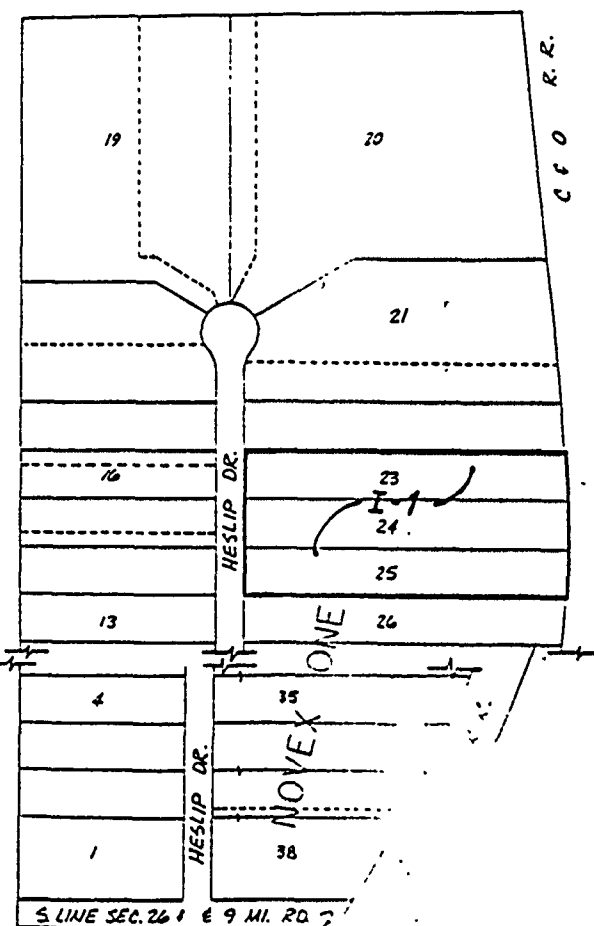 19
20
C & O R. R.
21
HESLIP DR.
16
23
I-1
24
25
13
26
NOVEX ONE
4
35
HESLIP DR.
1
38
S. LINE SEC. 26 & ℄ 9 MI. RD.